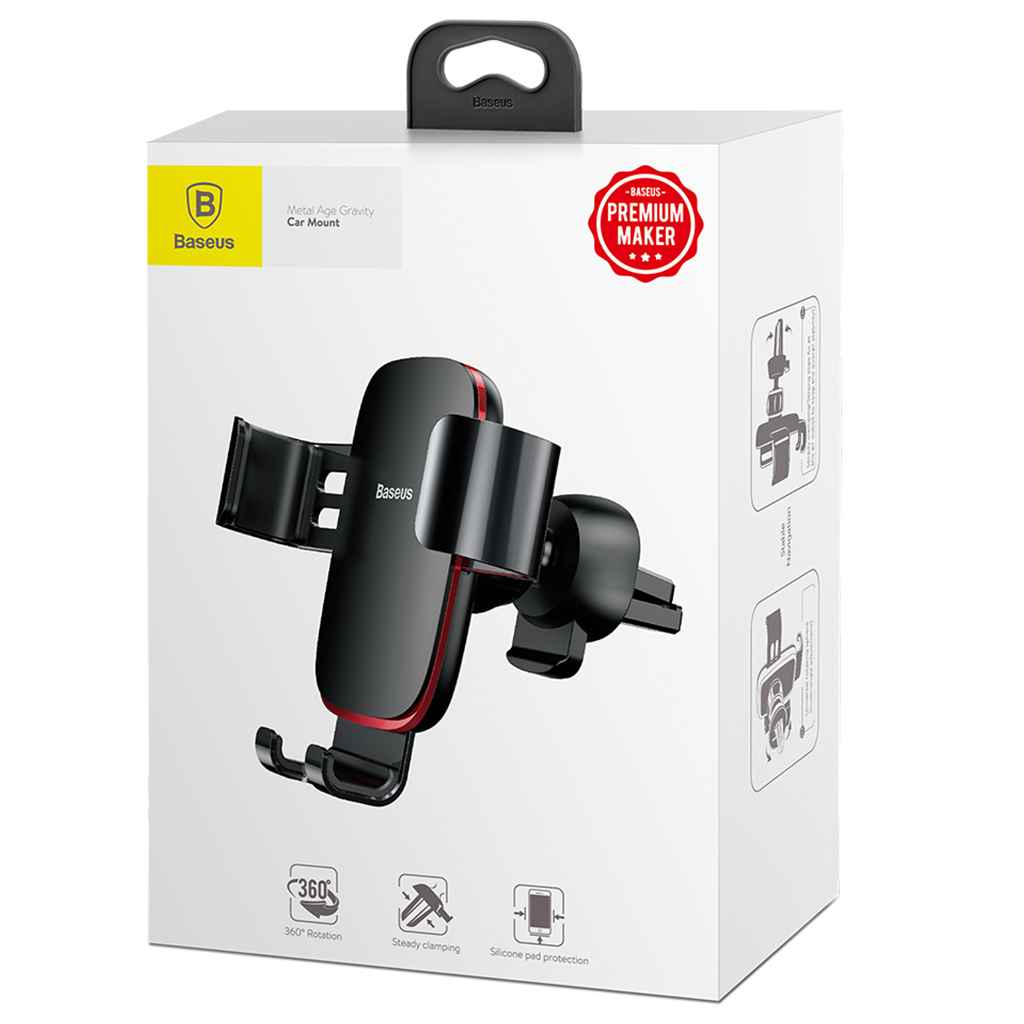 Baseus
B
Baseus
Metal Age Gravity
Car Mount
-BASEUS-
PREMIUM
MAKER
Baseus
Stable
Navigation
360°
360° Rotation
Steady clamping
Silicone pad protection